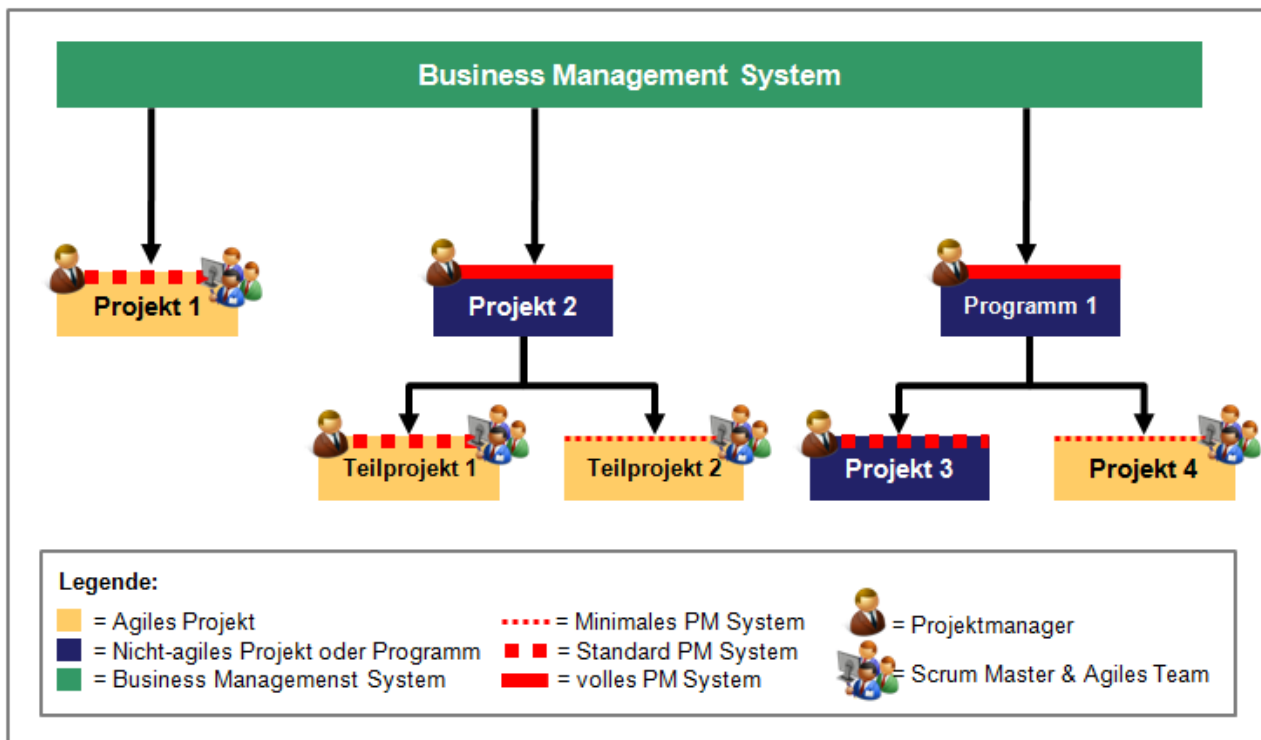 Business Management System
Projekt 1
Projekt 2
Programm 1
Teilprojekt 1
Teilprojekt 2
Projekt 3
Projekt 4
Legende:
= Agiles Projekt
= Nicht-agiles Projekt oder Programm
= Business Managemenst System
= Minimales PM System
= Standard PM System
= volles PM System
= Projektmanager
= Scrum Master & Agiles Team